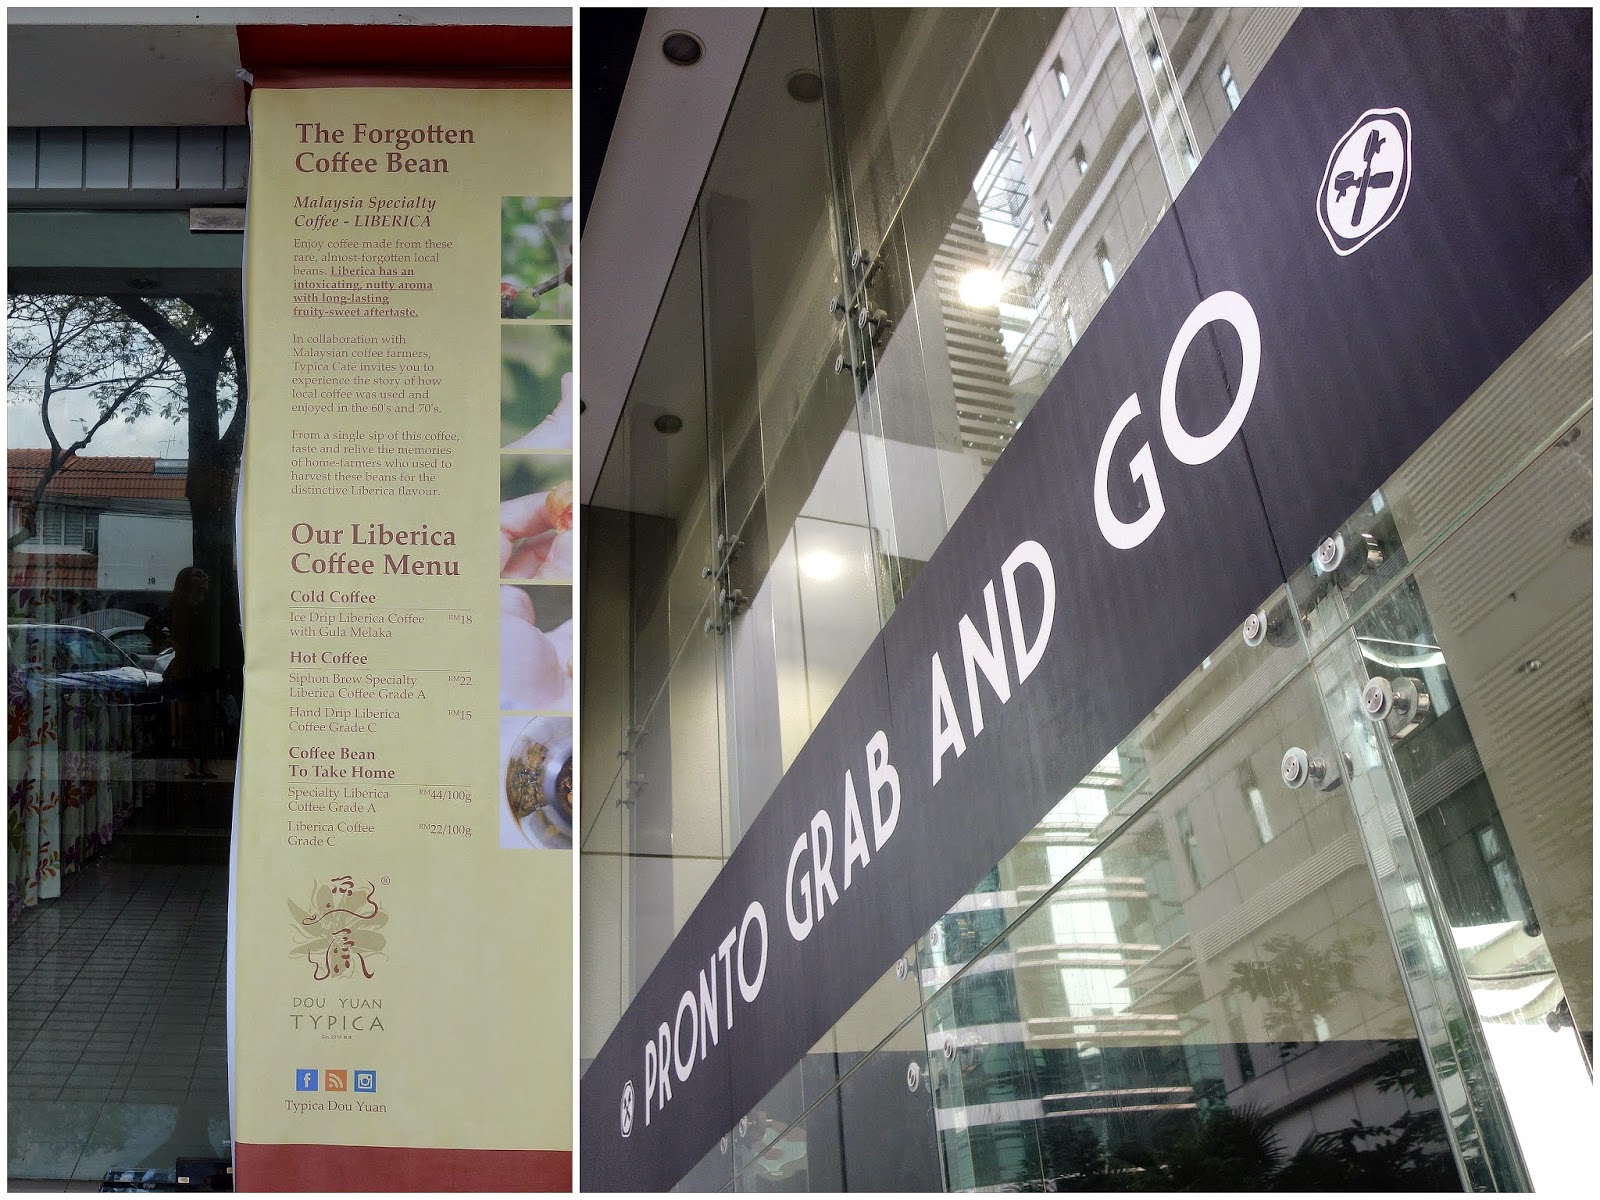 The Forgotten
Coffee Bean
Malaysia Specialty
Coffee - LIBERICA
Enjoy coffee made from these
rare, almost-forgotten local
beans. Liberica has an
intoxicating, nutty aroma
with long-lasting
fruity-sweet aftertaste.
In collaboration with
Malaysian coffee farmers,
Typica Café invites you to
experience the story of how
local coffee was used and
enjoyed in the 60's and 70's.
From a single sip of this coffee,
taste and relive the memories
of home-farmers who used to
harvest these beans for the
distinctive Liberica flavour.
Our Liberica
Coffee Menu
Cold Coffee
Ice Drip Liberica Coffee RM18
with Gula Melaka
Hot Coffee
Siphon Brew Specialty RM22
Liberica Coffee Grade A
Hand Drip Liberica RM15
Coffee Grade C
Coffee Bean
To Take Home
Specialty Liberica RM44/100g
Coffee Grade A
Liberica Coffee RM22/100g
Grade C
®
DOU YUAN
TYPICA
Typica Dou Yuan
PRONTO GRAB AND GO